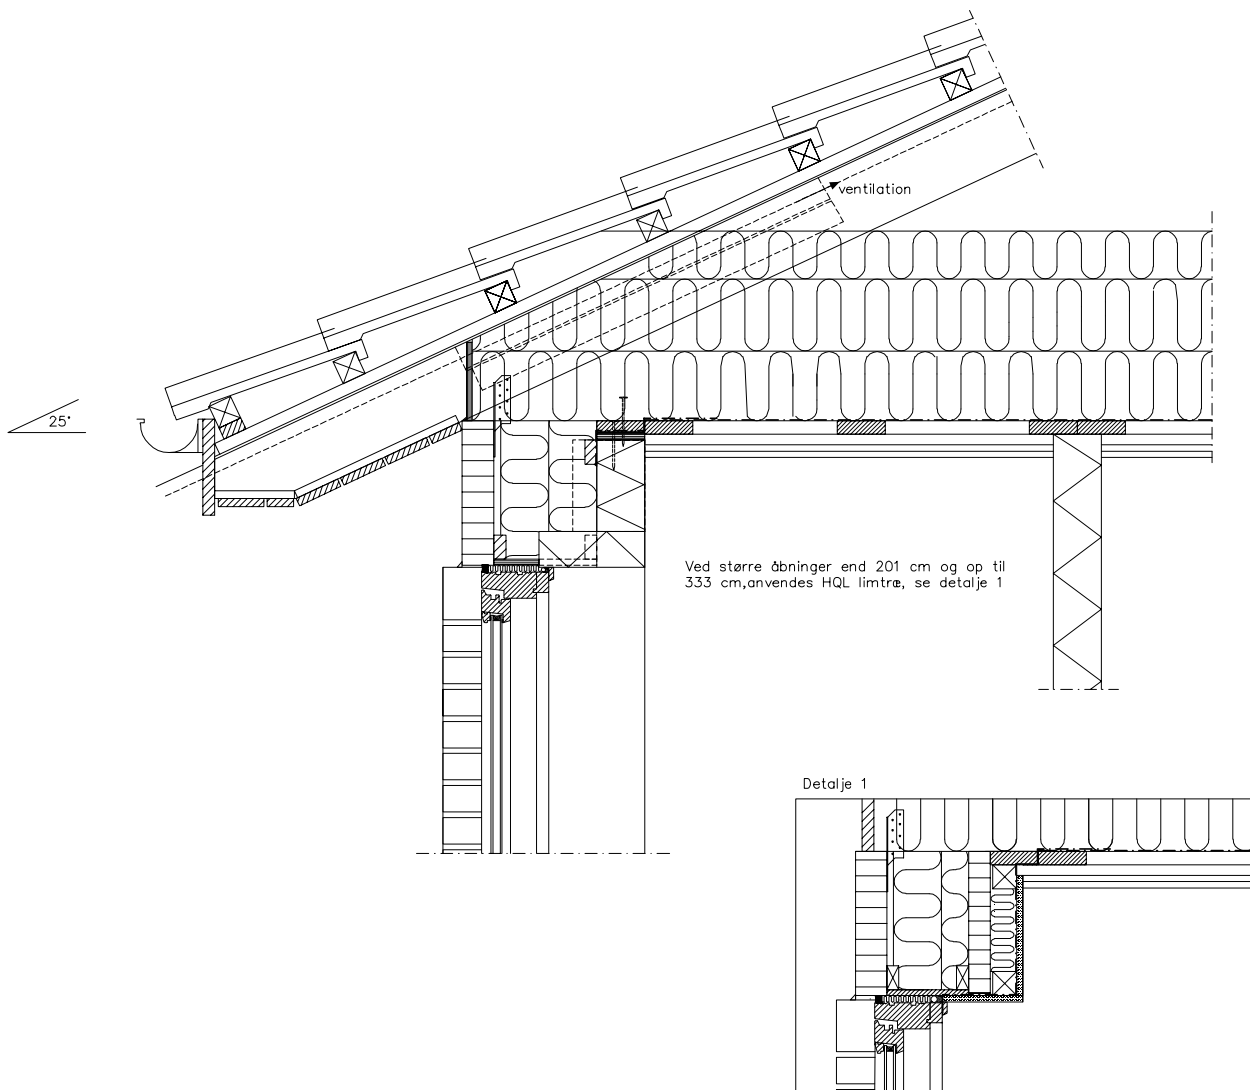 ventilation
25°
Ved større åbninger end 201 cm og op til
333 cm,anvendes HQL limtræ, se detalje 1
Detalje 1